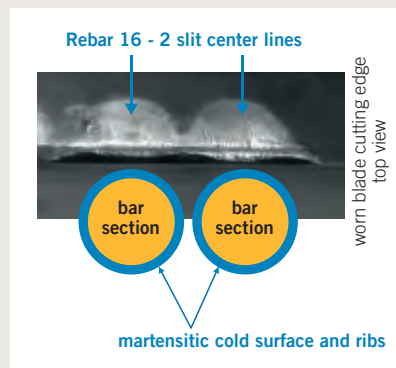 Rebar 16 - 2 slit center lines
worn blade cutting edge
top view
bar
section
bar
section
martensitic cold surface and ribs